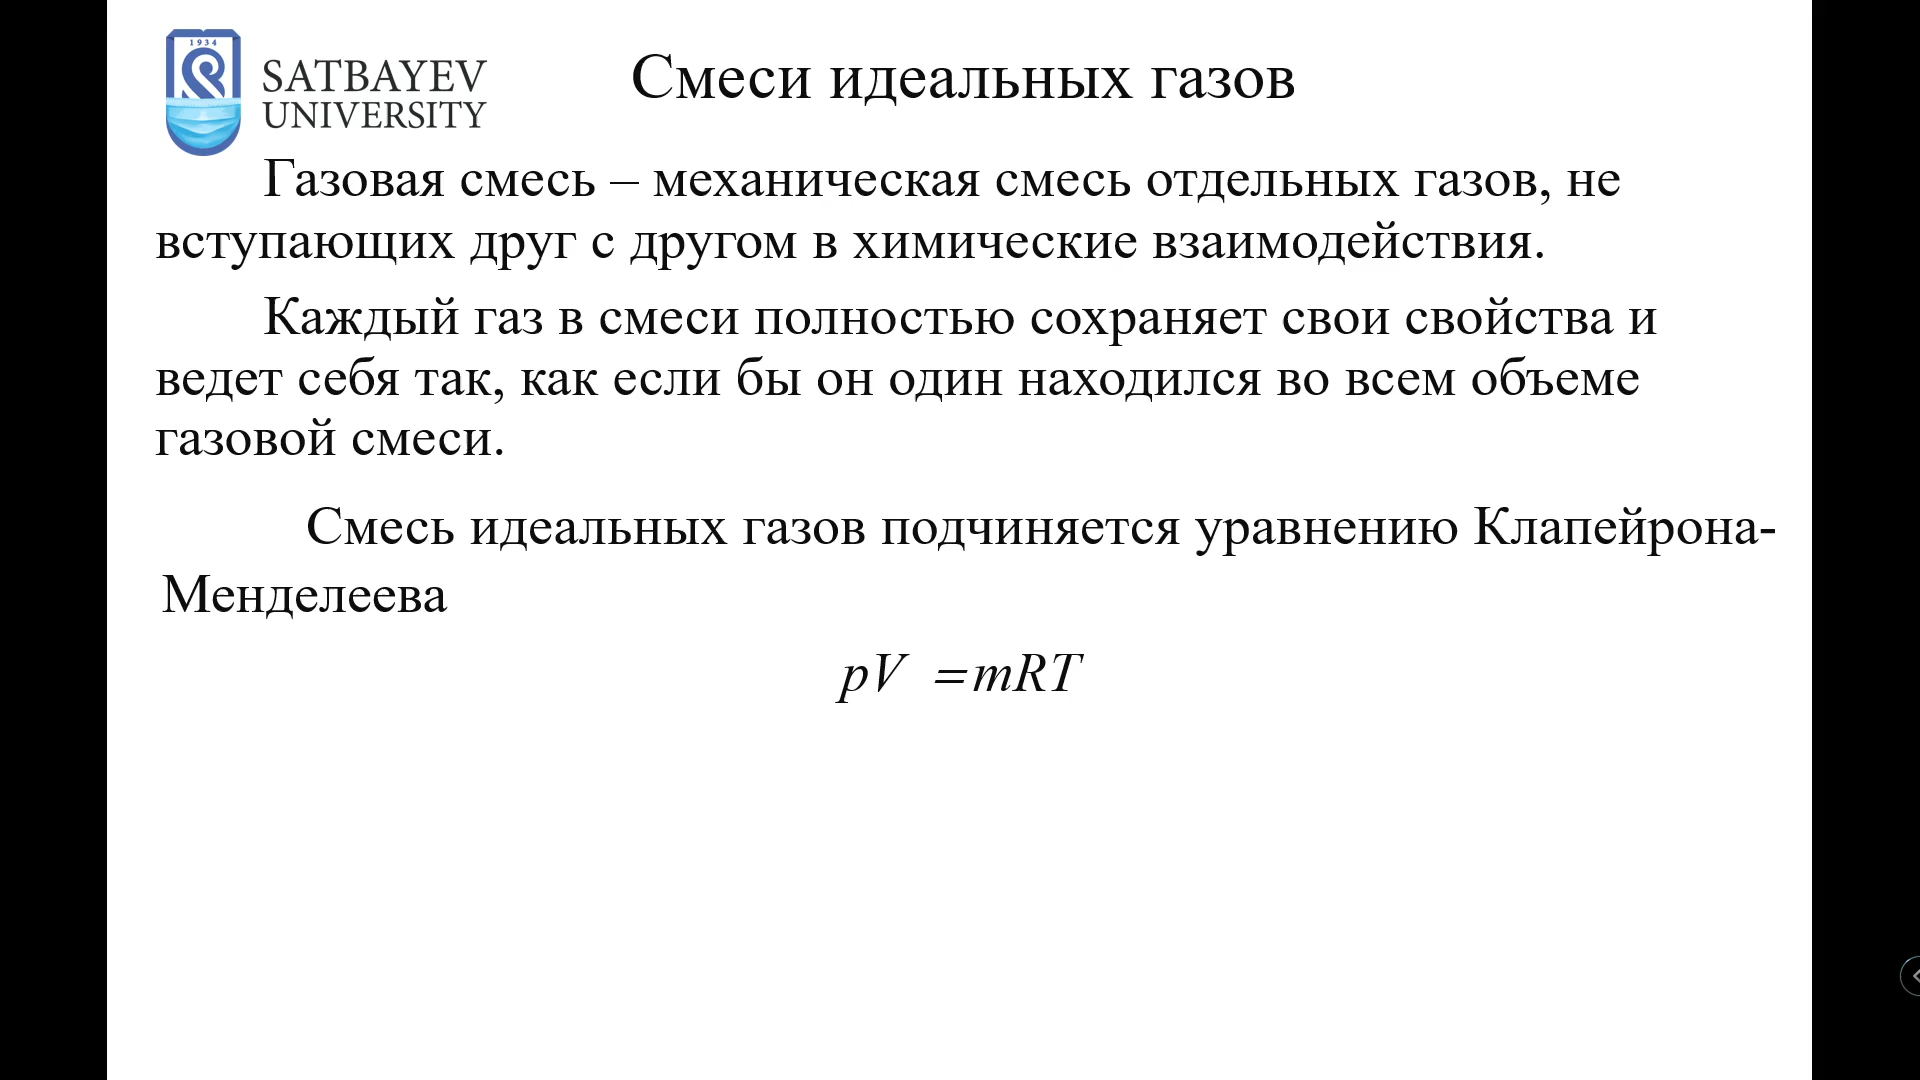 1934
SATBAYEV
UNIVERSITY
Смеси идеальных газов
Газовая смесь – механическая смесь отдельных газов, не
вступающих друг с другом в химические взаимодействия.
Каждый газ в смеси полностью сохраняет свои свойства и
ведет себя так, как если бы он один находился во всем объеме
газовой смеси.
Смесь идеальных газов подчиняется уравнению Клапейрона-
Менделеева
pV = mRT